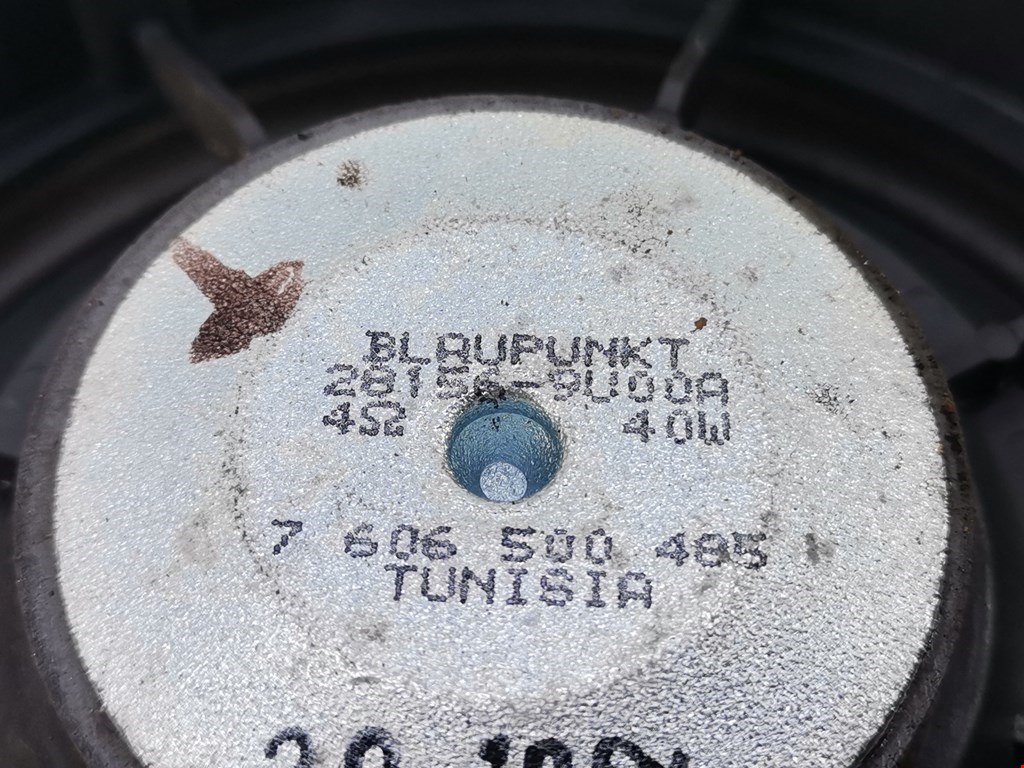 BLAUPUNKT
28156-9U00A
4Ω 40W
7 606 500 485
TUNISIA